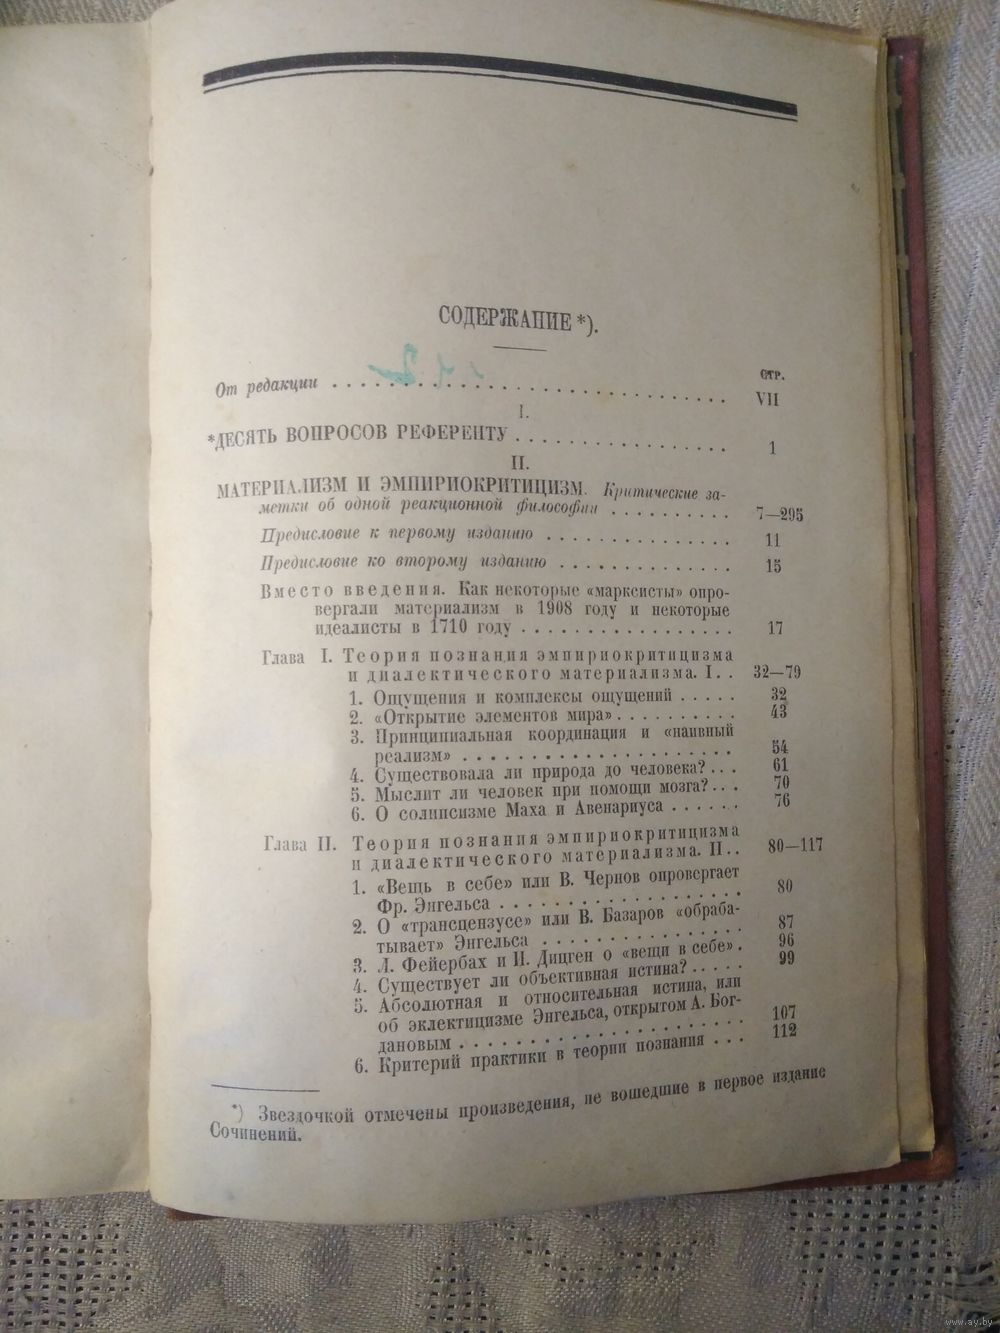 СОДЕРЖАНИЕ *).
СТР.
От редакции . . . . . . . . . . . . . . . . . . . . . . . . . . . . VII
I.
*ДЕСЯТЬ ВОПРОСОВ РЕФЕРЕНТУ . . . . . . . . . . . . . . . 1
II.
МАТЕРИАЛИЗМ И ЭМПИРИОКРИТИЦИЗМ. Критические за-
метки об одной реакционной философии . . . . . . . . . . 7—295
Предисловие к первому изданию . . . . . . . . . . . . . . . 11
Предисловие ко второму изданию . . . . . . . . . . . . . . 15
Вместо введения. Как некоторые «марксисты» опро-
вергали материализм в 1908 году и некоторые
идеалисты в 1710 году . . . . . . . . . . . . . . . . . 17
Глава I. Теория познания эмпириокритицизма
и диалектического материализма. I . . 32—79
1. Ощущения и комплексы ощущений . . . . . 32
2. «Открытие элементов мира» . . . . . . . . . . 43
3. Принципиальная координация и «наивный
реализм» . . . . . . . . . . . . . . . . . . . . 54
4. Существовала ли природа до человека? . . . 61
5. Мыслит ли человек при помощи мозга? . . . 70
6. О солипсизме Маха и Авенариуса . . . . . . 76
Глава II. Теория познания эмпириокритицизма
и диалектического материализма. II . . 80—117
1. «Вещь в себе» или В. Чернов опровергает
Фр. Энгельса . . . . . . . . . . . . . . . . . . 80
2. О «трансцензусе» или В. Базаров «обраба-
тывает» Энгельса . . . . . . . . . . . . . . . 87
3. Л. Фейербах и И. Дицген о «вещи в себе» . 96
4. Существует ли объективная истина? . . . . . 99
5. Абсолютная и относительная истина, или
об эклектицизме Энгельса, открытом А. Бог-
дановым . . . . . . . . . . . . . . . . . . . . 107
6. Критерий практики в теории познания . . . 112
*) Звездочкой отмечены произведения, не вошедшие в первое издание
Сочинений.
www.ay.by